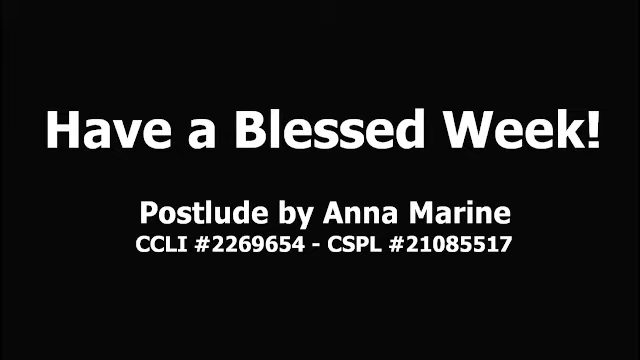 Have a Blessed Week!
Postlude by Anna Marine
CCLI #2269654 - CSPL #21085517